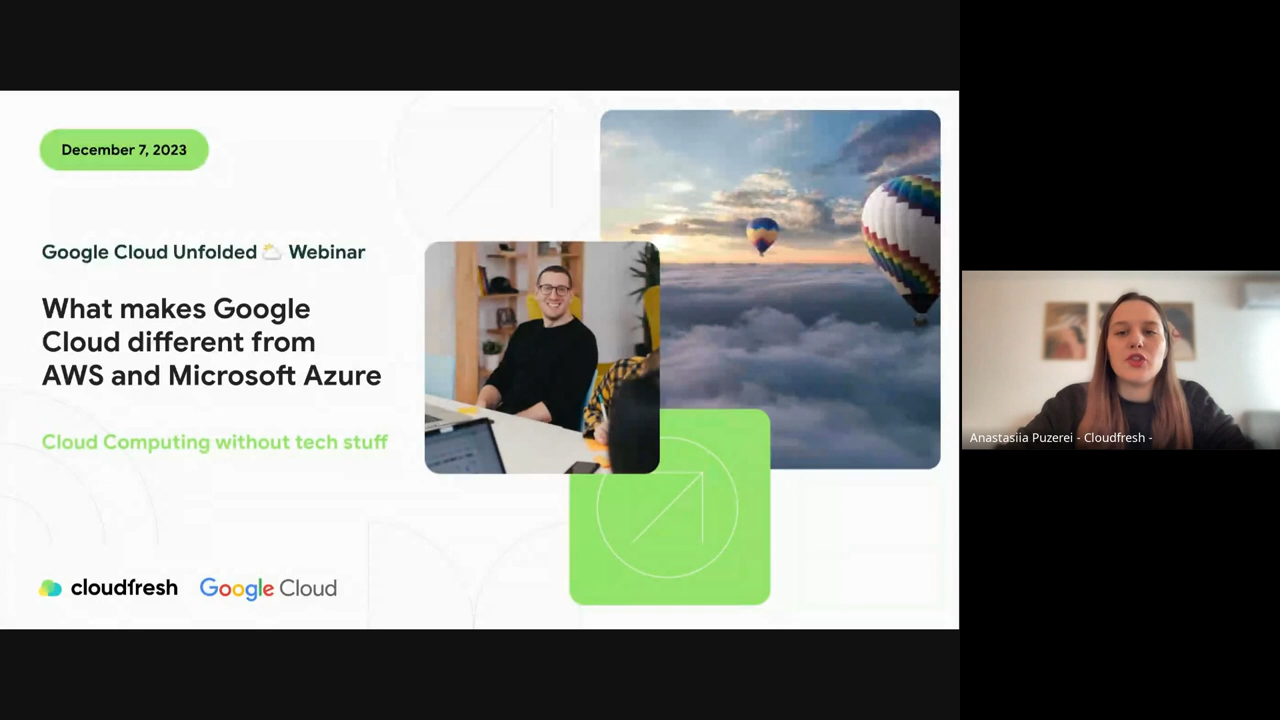 December 7, 2023
Google Cloud Unfolded ⛅ Webinar
What makes Google
Cloud different from
AWS and Microsoft Azure
Cloud Computing without tech stuff
cloudfresh Google Cloud
Anastasiia Puzerei - Cloudfresh -